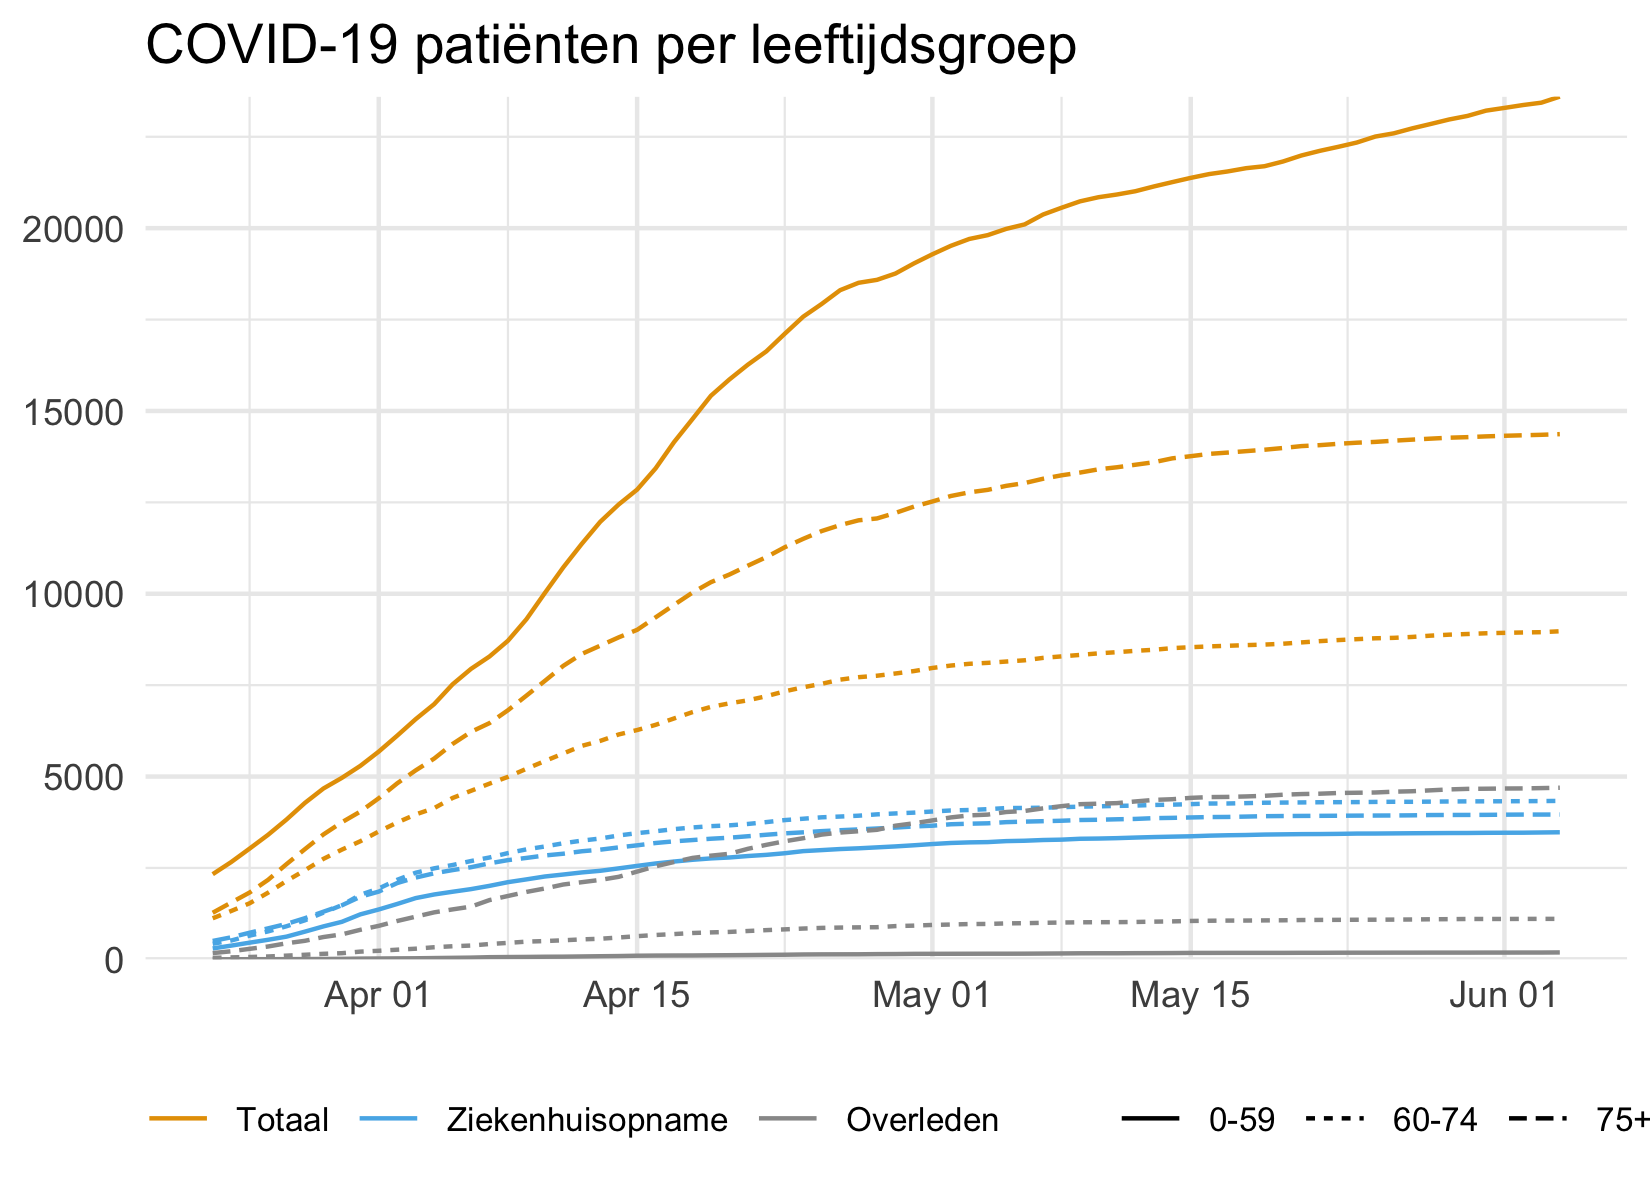 COVID-19 patiënten per leeftijdsgroep
20000
15000
10000
5000
0
Apr 01 Apr 15 May 01 May 15 Jun 01
Totaal Ziekenhuisopname Overleden 0-59 60-74 75+